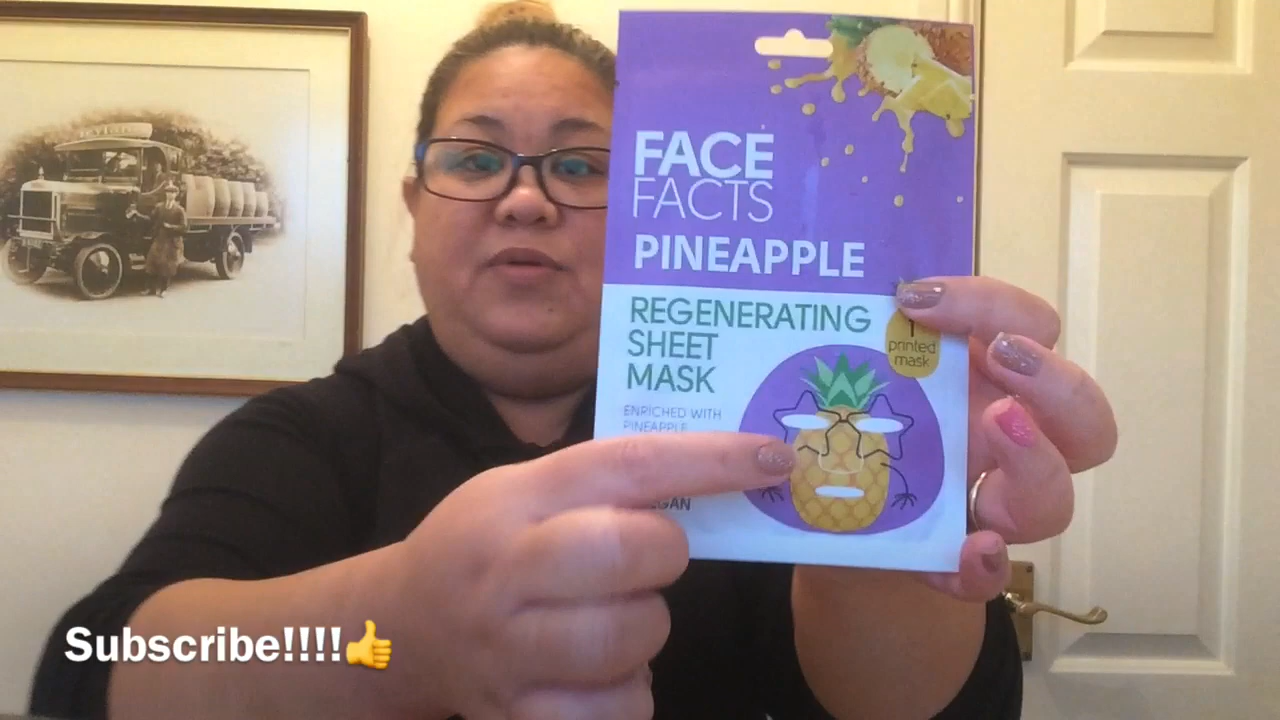 FACE
FACTS
PINEAPPLE
REGENERATING
SHEET
MASK
1
printed
mask
ENRICHED WITH
PINEAPPLE
Subscribe!!!!👍